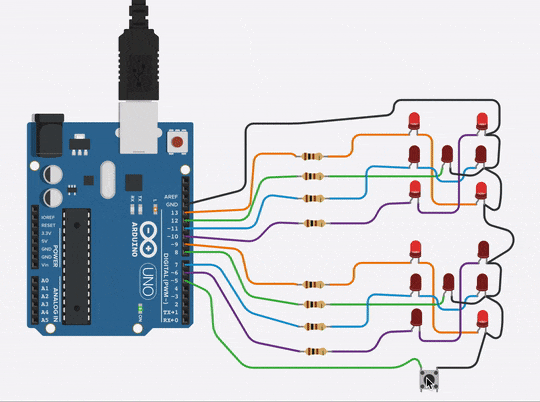 AREF
GND
13
12
~11
~10
~9
8
7
~6
~5
4
~3
2
TX→1
RX←0
DIGITAL (PWM~)
L
TX
RX
ARDUINO
UNO
ON
IOREF
RESET
3.3V
5V
GND
GND
Vin
POWER
A0
A1
A2
A3
A4
A5
ANALOG IN